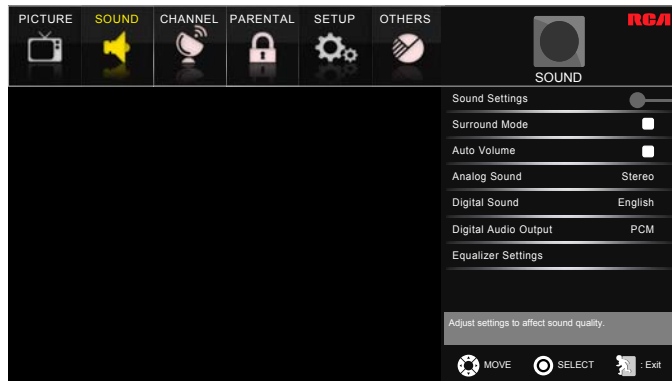 PICTURE SOUND CHANNEL PARENTAL SETUP OTHERS
RCA
SOUND
Sound Settings
Surround Mode
Auto Volume
Analog Sound Stereo
Digital Sound English
Digital Audio Output PCM
Equalizer Settings
Adjust settings to affect sound quality.
MOVE SELECT : Exit